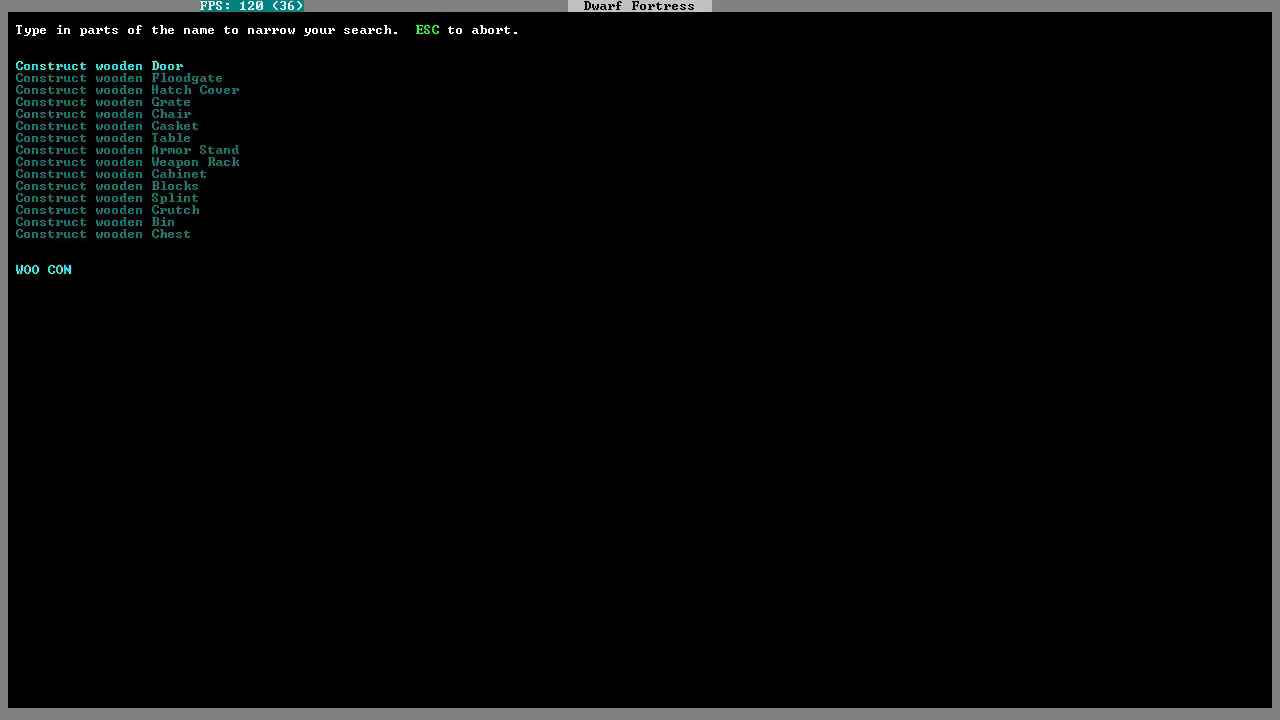 FPS: 120 (36) Dwarf Fortress
Type in parts of the name to narrow your search. ESC to abort.
Construct wooden Door
Construct wooden Floodgate
Construct wooden Hatch Cover
Construct wooden Grate
Construct wooden Chair
Construct wooden Casket
Construct wooden Table
Construct wooden Armor Stand
Construct wooden Weapon Rack
Construct wooden Cabinet
Construct wooden Blocks
Construct wooden Splint
Construct wooden Crutch
Construct wooden Bin
Construct wooden Chest
WOO CON